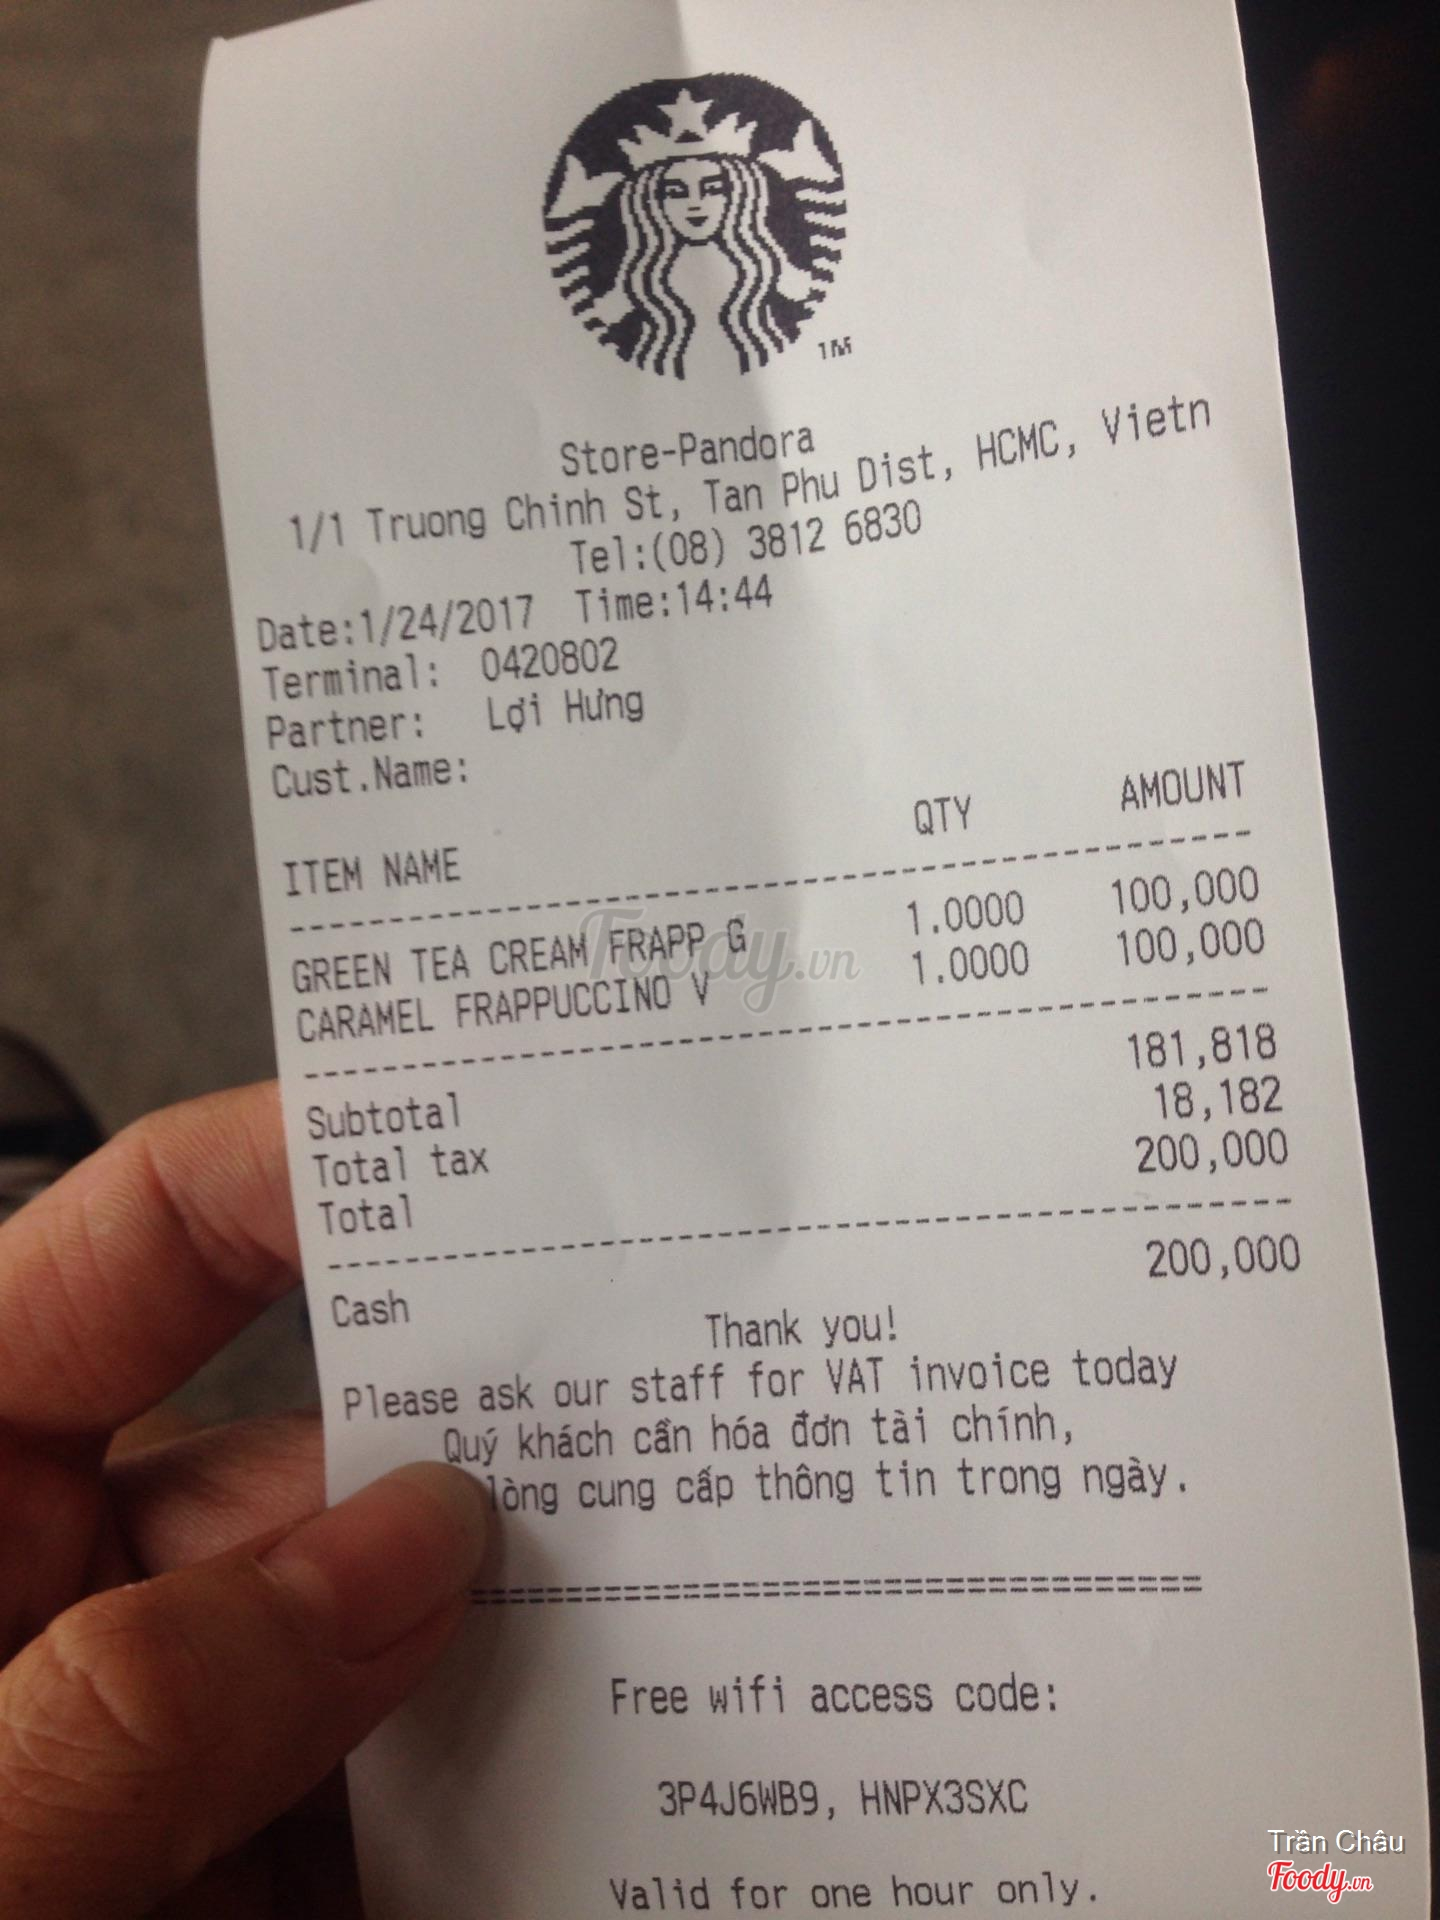 TM
Store-Pandora
1/1 Truong Chinh St, Tan Phu Dist, HCMC, Vietn
Tel:(08) 3812 6830
Date:1/24/2017 Time:14:44
Terminal: 0420802
Partner: Lợi Hưng
Cust.Name:
ITEM NAME QTY AMOUNT
GREEN TEA CREAM FRAPP G 1.0000 100,000
CARAMEL FRAPPUCCINO V 1.0000 100,000
Foody.vn
Subtotal 181,818
Total tax 18,182
Total 200,000
Cash 200,000
Thank you!
Please ask our staff for VAT invoice today
Quý khách cần hóa đơn tài chính,
lòng cung cấp thông tin trong ngày.
Free wifi access code:
3P4J6WB9, HNPX3SXC
Valid for one hour only.
Trần Châu
Foody.vn